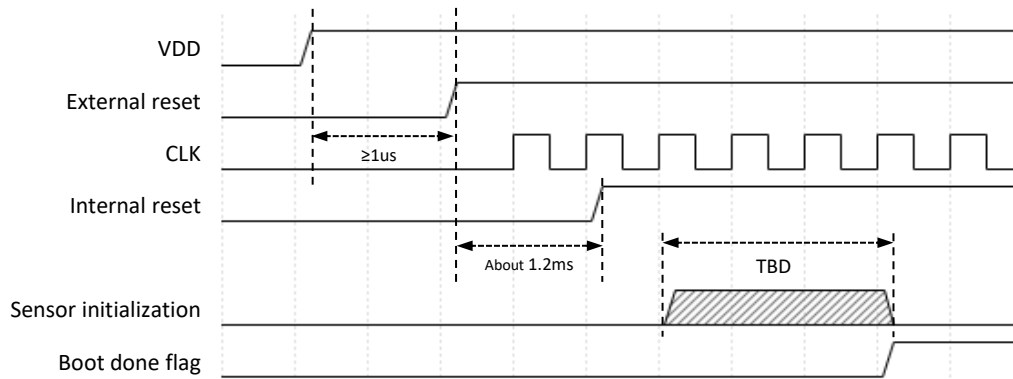 VDD
External reset
≥1us
CLK
Internal reset
About 1.2ms
TBD
Sensor initialization
Boot done flag